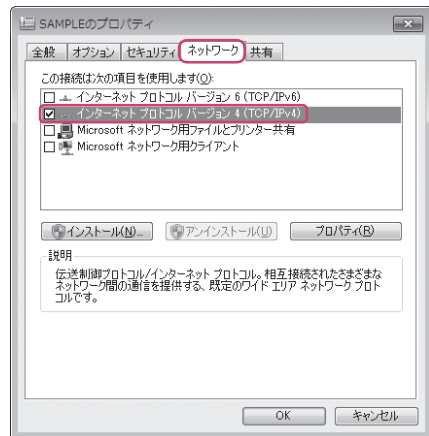 SAMPLEのプロパティ
全般 オプション セキュリティ ネットワーク 共有
この接続は次の項目を使用します(O):
インターネット プロトコル バージョン 6 (TCP/IPv6)
インターネット プロトコル バージョン 4 (TCP/IPv4)
Microsoft ネットワーク用ファイルとプリンター共有
Microsoft ネットワーク用クライアント
インストール(N)... アンインストール(U) プロパティ(R)
説明
伝送制御プロトコル/インターネット プロトコル。相互接続されたさまざまな
ネットワーク間の通信を提供する、既定のワイド エリア ネットワーク プロト
コルです。
OK キャンセル